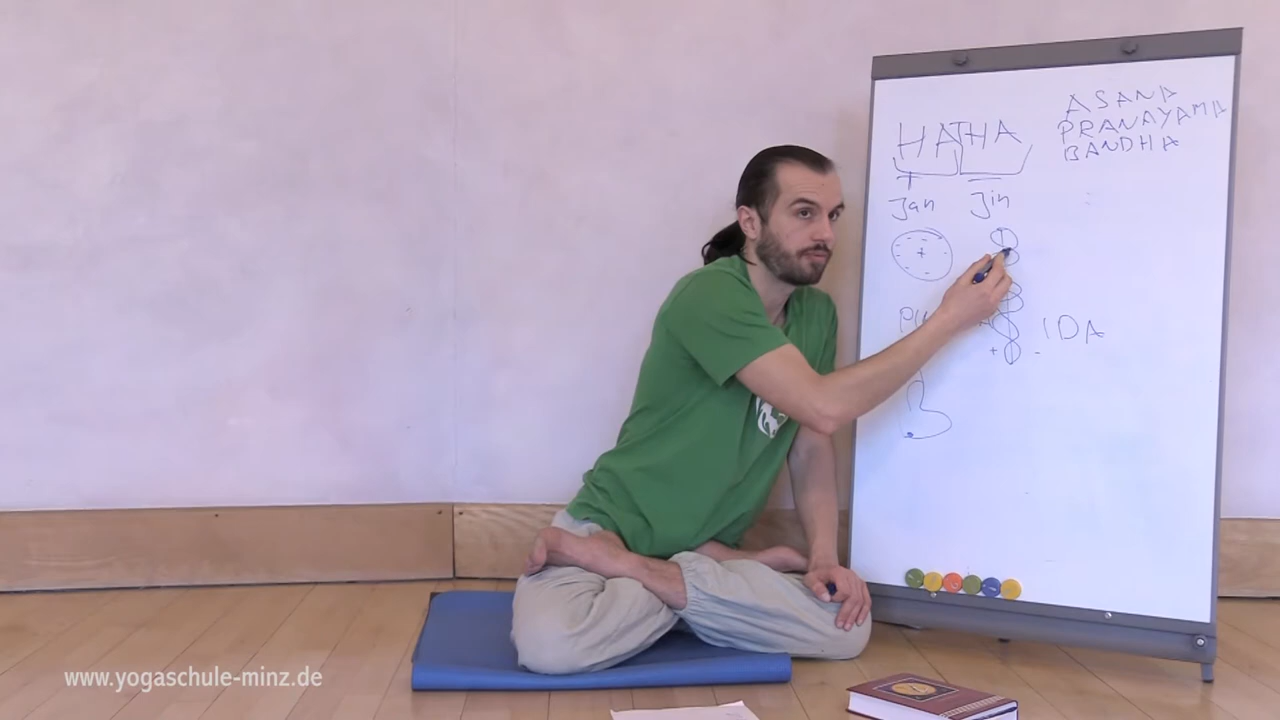 HATHA
ASANA
PRANAYAMA
BANDHA
+ −
Jan Jin
+
IDA
+ -
www.yogaschule-minz.de